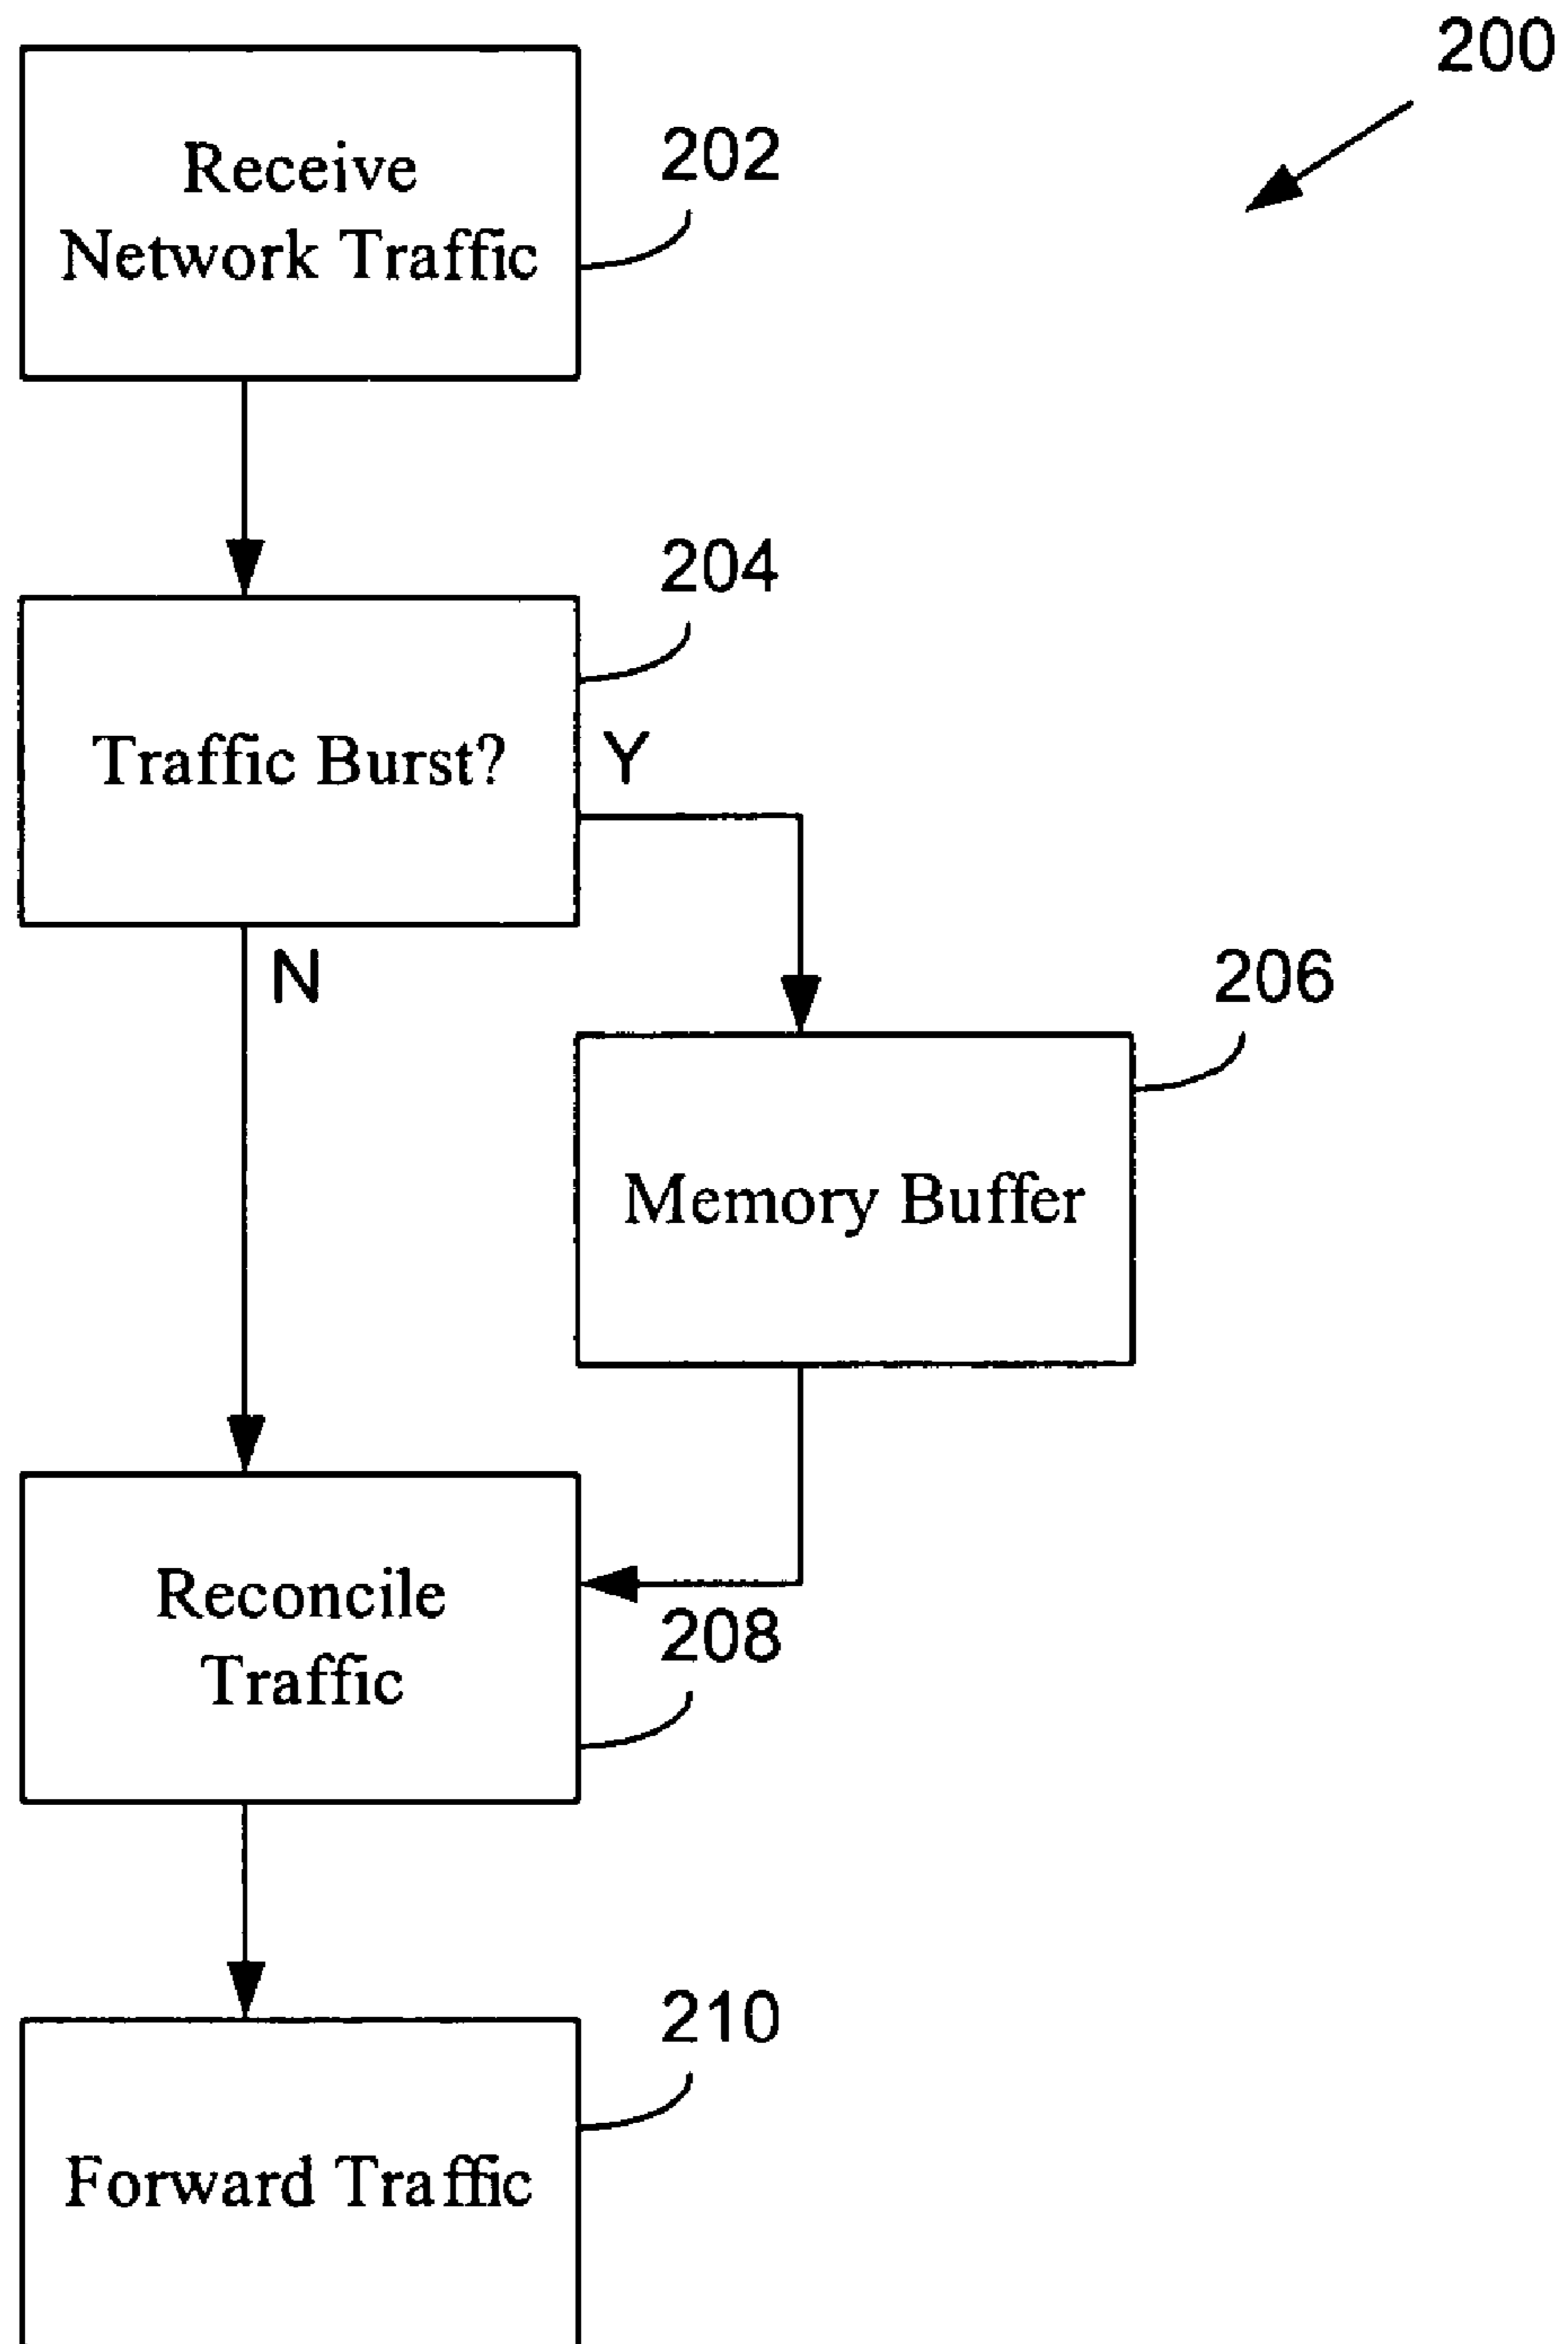 200
Receive
Network Traffic
202
204
Traffic Burst?
Y
N
206
Memory Buffer
Reconcile
Traffic
208
210
Forward Traffic